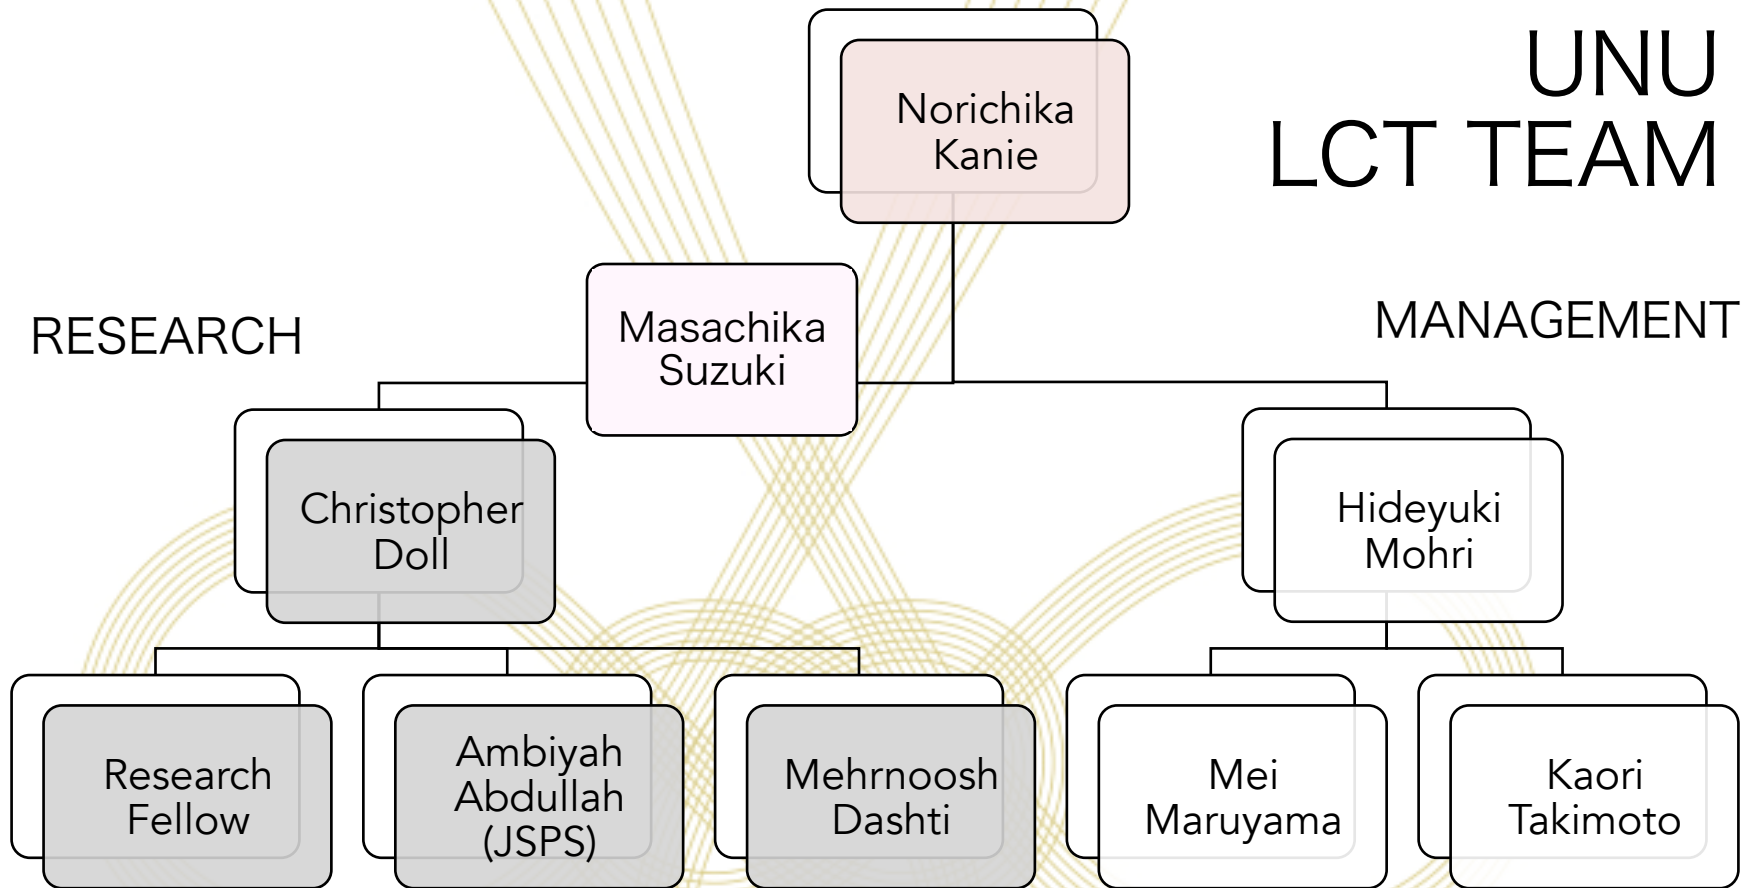 UNU
LCT TEAM
Norichika
Kanie
RESEARCH
Masachika
Suzuki
MANAGEMENT
Christopher
Doll
Hideyuki
Mohri
Research
Fellow
Ambiyah
Abdullah
(JSPS)
Mehrnoosh
Dashti
Mei
Maruyama
Kaori
Takimoto